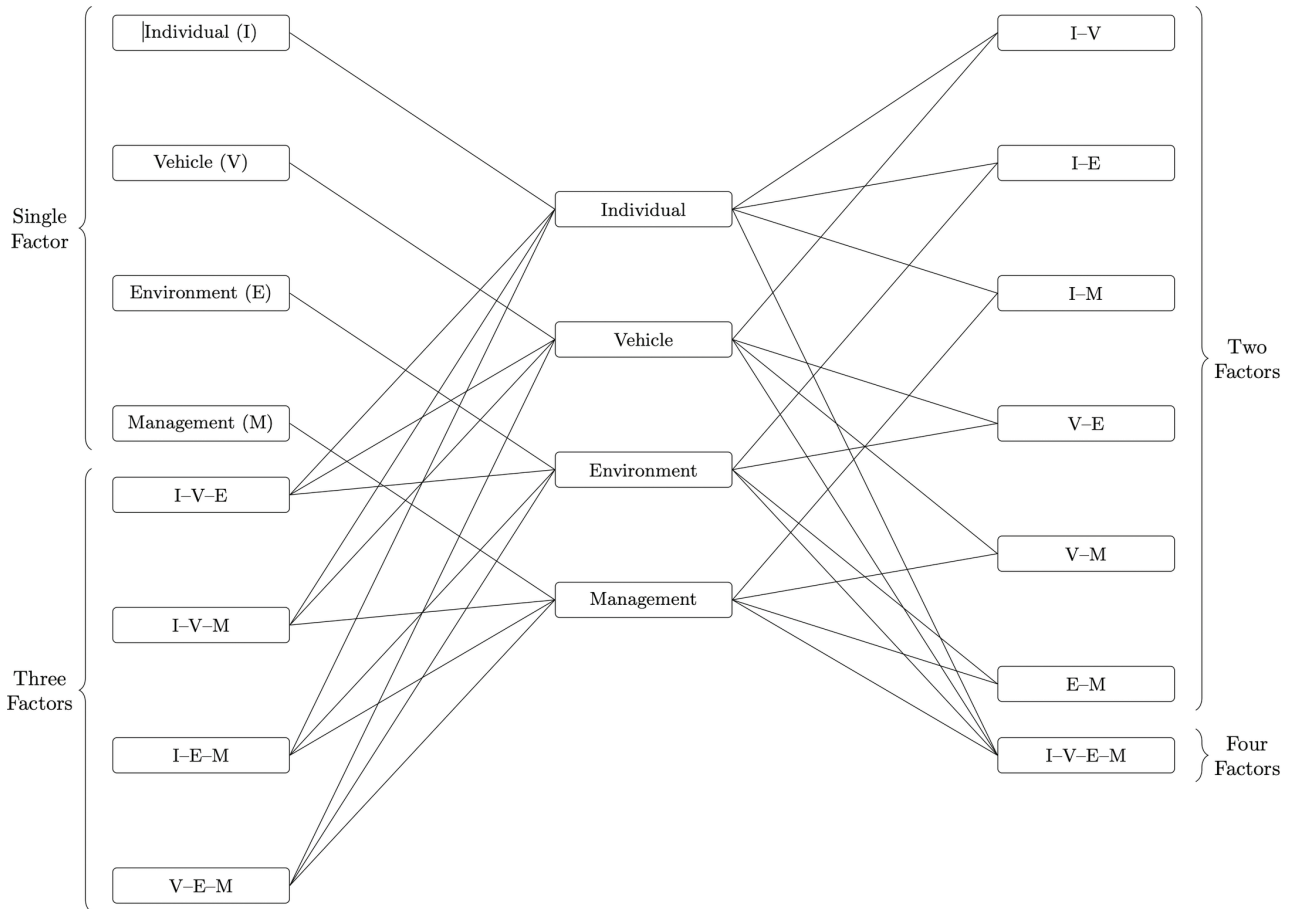 Single
Factor
Individual (I)
Vehicle (V)
Environment (E)
Management (M)
Three
Factors
I–V–E
I–V–M
I–E–M
V–E–M
Individual
Vehicle
Environment
Management
I–V
I–E
I–M
V–E
V–M
E–M
Two
Factors
I–V–E–M
Four
Factors